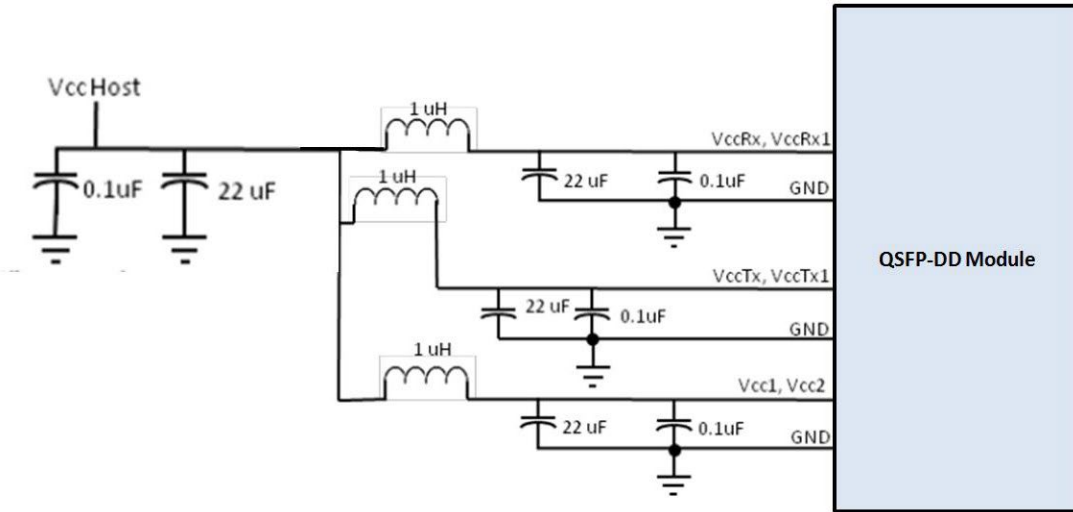 VccHost
0.1uF
22 uF
1 uH
VccRx, VccRx1
22 uF
0.1uF
GND
1 uH
VccTx, VccTx1
22 uF
0.1uF
GND
1 uH
Vcc1, Vcc2
22 uF
0.1uF
GND
QSFP-DD Module